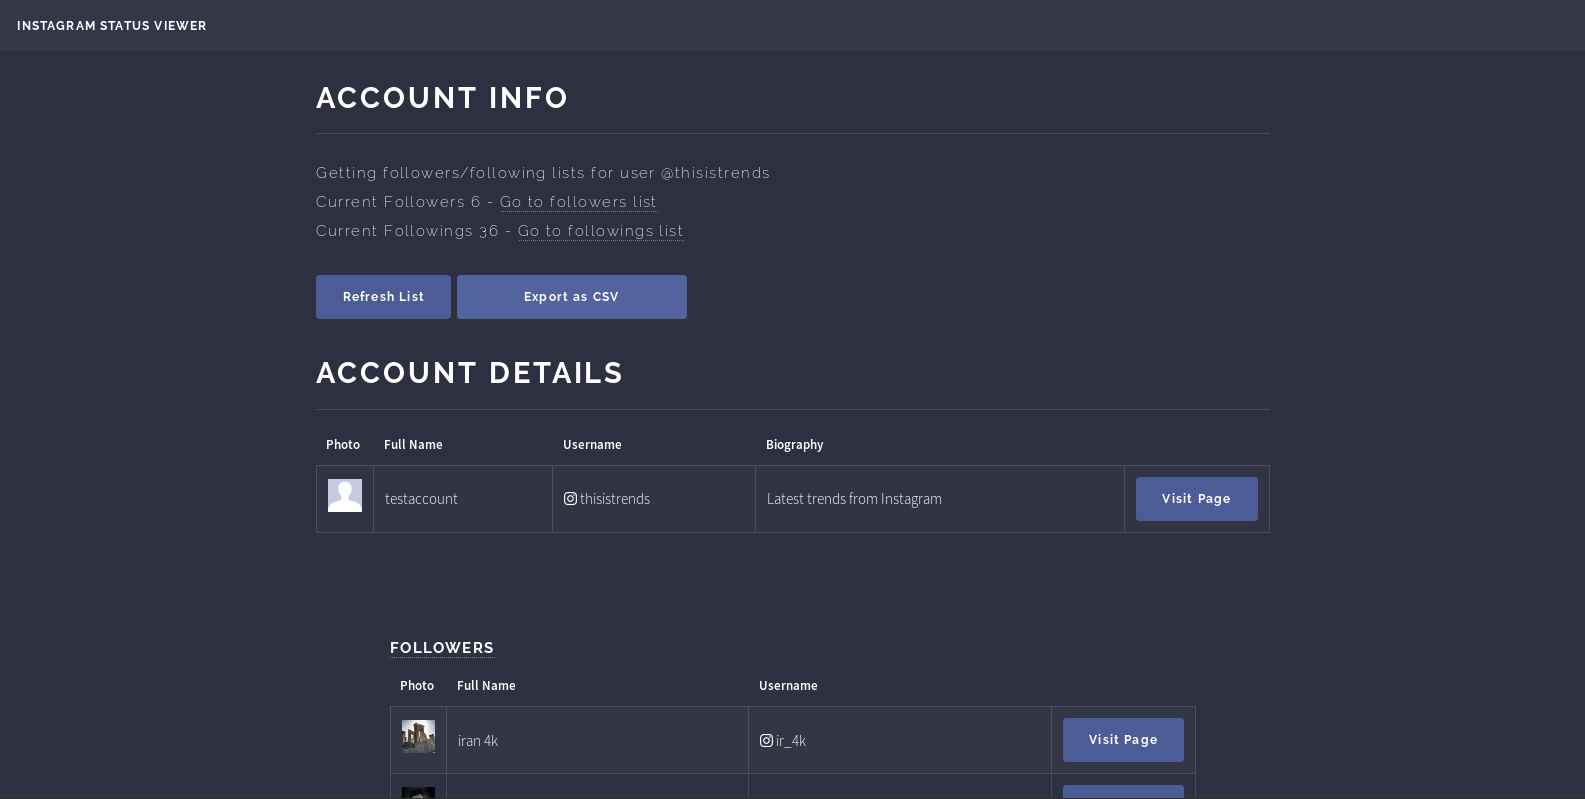 INSTAGRAM STATUS VIEWER
ACCOUNT INFO
Getting followers/following lists for user @thisistrends
Current Followers 6 - Go to followers list
Current Followings 36 - Go to followings list
Refresh List Export as CSV
ACCOUNT DETAILS
Photo Full Name Username Biography
testaccount thisistrends Latest trends from Instagram Visit Page
FOLLOWERS
Photo Full Name Username
iran 4k ir_4k Visit Page